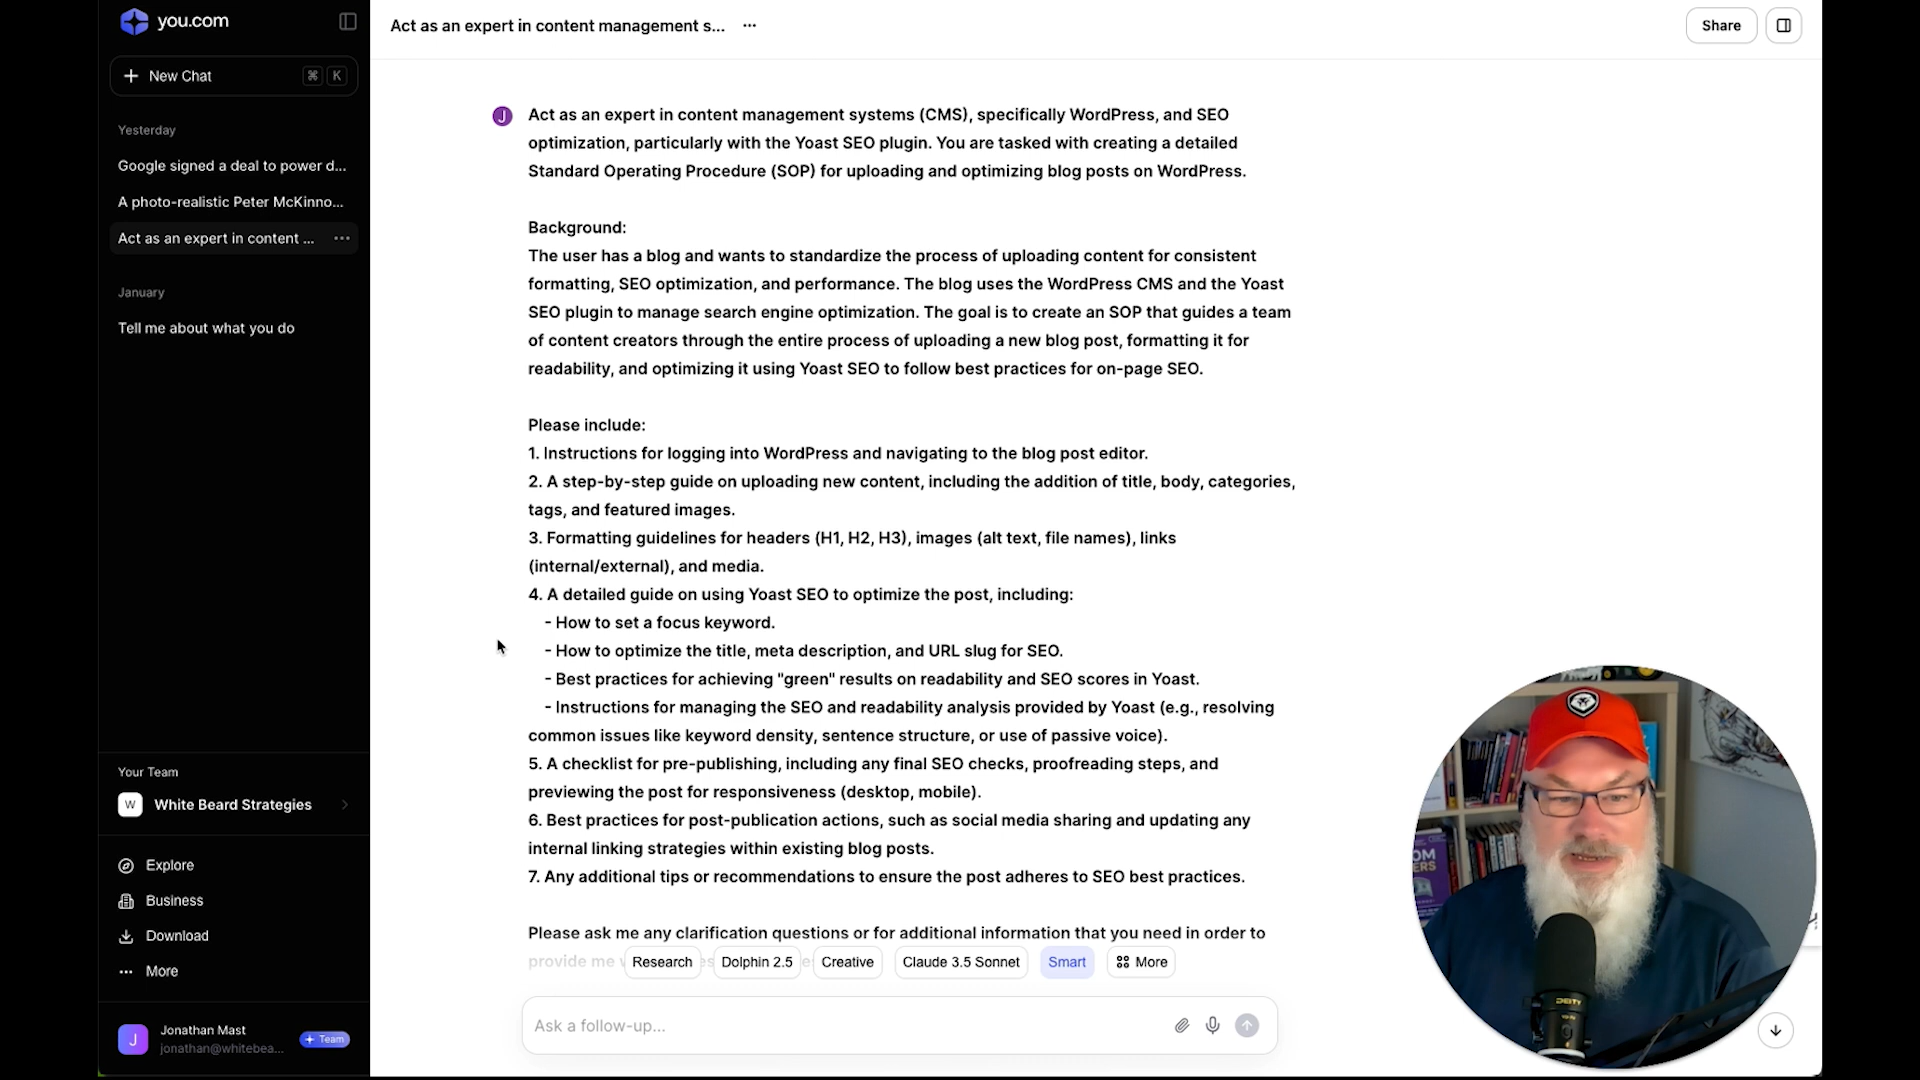 you.com
New Chat
⌘ K
Yesterday
Google signed a deal to power d...
A photo-realistic Peter McKinno...
Act as an expert in content ...
January
Tell me about what you do
Your Team
W White Beard Strategies
Explore
Business
Download
More
J
Jonathan Mast
jonathan@whitebea...
Team
Act as an expert in content management s...
Share
J
Act as an expert in content management systems (CMS), specifically WordPress, and SEO
optimization, particularly with the Yoast SEO plugin. You are tasked with creating a detailed
Standard Operating Procedure (SOP) for uploading and optimizing blog posts on WordPress.
Background:
The user has a blog and wants to standardize the process of uploading content for consistent
formatting, SEO optimization, and performance. The blog uses the WordPress CMS and the Yoast
SEO plugin to manage search engine optimization. The goal is to create an SOP that guides a team
of content creators through the entire process of uploading a new blog post, formatting it for
readability, and optimizing it using Yoast SEO to follow best practices for on-page SEO.
Please include:
1. Instructions for logging into WordPress and navigating to the blog post editor.
2. A step-by-step guide on uploading new content, including the addition of title, body, categories,
tags, and featured images.
3. Formatting guidelines for headers (H1, H2, H3), images (alt text, file names), links
(internal/external), and media.
4. A detailed guide on using Yoast SEO to optimize the post, including:
- How to set a focus keyword.
- How to optimize the title, meta description, and URL slug for SEO.
- Best practices for achieving "green" results on readability and SEO scores in Yoast.
- Instructions for managing the SEO and readability analysis provided by Yoast (e.g., resolving
common issues like keyword density, sentence structure, or use of passive voice).
5. A checklist for pre-publishing, including any final SEO checks, proofreading steps, and
previewing the post for responsiveness (desktop, mobile).
6. Best practices for post-publication actions, such as social media sharing and updating any
internal linking strategies within existing blog posts.
7. Any additional tips or recommendations to ensure the post adheres to SEO best practices.
Please ask me any clarification questions or for additional information that you need in order to
provide me
Research
Dolphin 2.5
Creative
Claude 3.5 Sonnet
Smart
More
Ask a follow-up...
DEITY